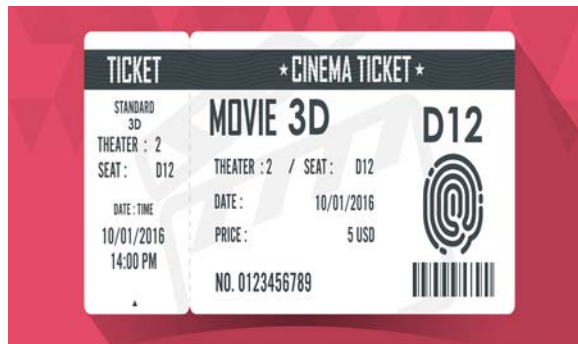 TICKET
STANDARD
3D
THEATER : 2
SEAT : D12
DATE : TIME
10/01/2016
14:00 PM
CINEMA TICKET
MOVIE 3D
D12
THEATER :2 / SEAT : D12
DATE : 10/01/2016
PRICE : 5 USD
NO. 0123456789